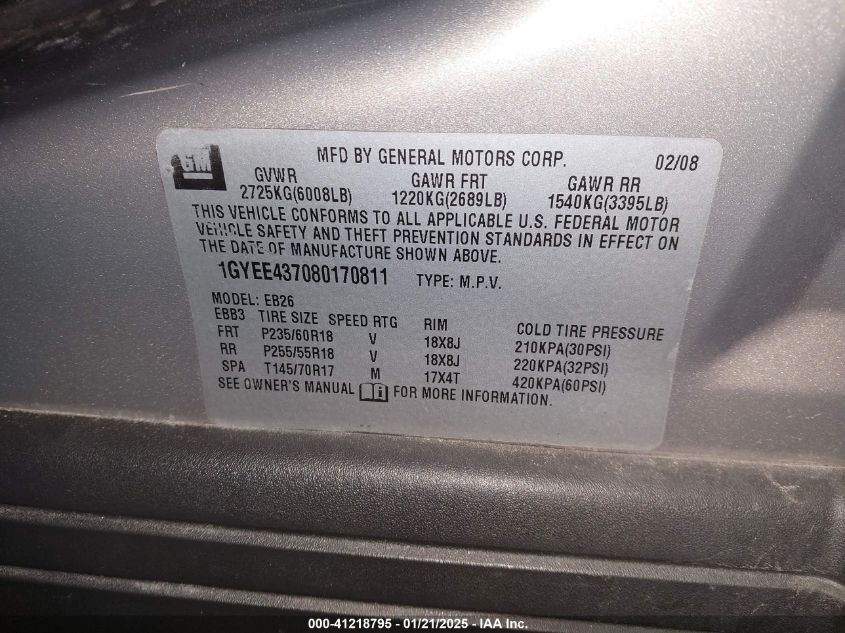 GM
MFD BY GENERAL MOTORS CORP. 02/08
GVWR GAWR FRT GAWR RR
2725KG(6008LB) 1220KG(2689LB) 1540KG(3395LB)
THIS VEHICLE CONFORMS TO ALL APPLICABLE U.S. FEDERAL MOTOR
VEHICLE SAFETY AND THEFT PREVENTION STANDARDS IN EFFECT ON
THE DATE OF MANUFACTURE SHOWN ABOVE.
1GYEE437080170811 TYPE: M.P.V.
MODEL: EB26
EBB3 TIRE SIZE SPEED RTG RIM COLD TIRE PRESSURE
FRT P235/60R18 V 18X8J 210KPA(30PSI)
RR P255/55R18 V 18X8J 220KPA(32PSI)
SPA T145/70R17 M 17X4T 420KPA(60PSI)
SEE OWNER'S MANUAL i FOR MORE INFORMATION.
000-41218795 - 01/21/2025 - IAA Inc.